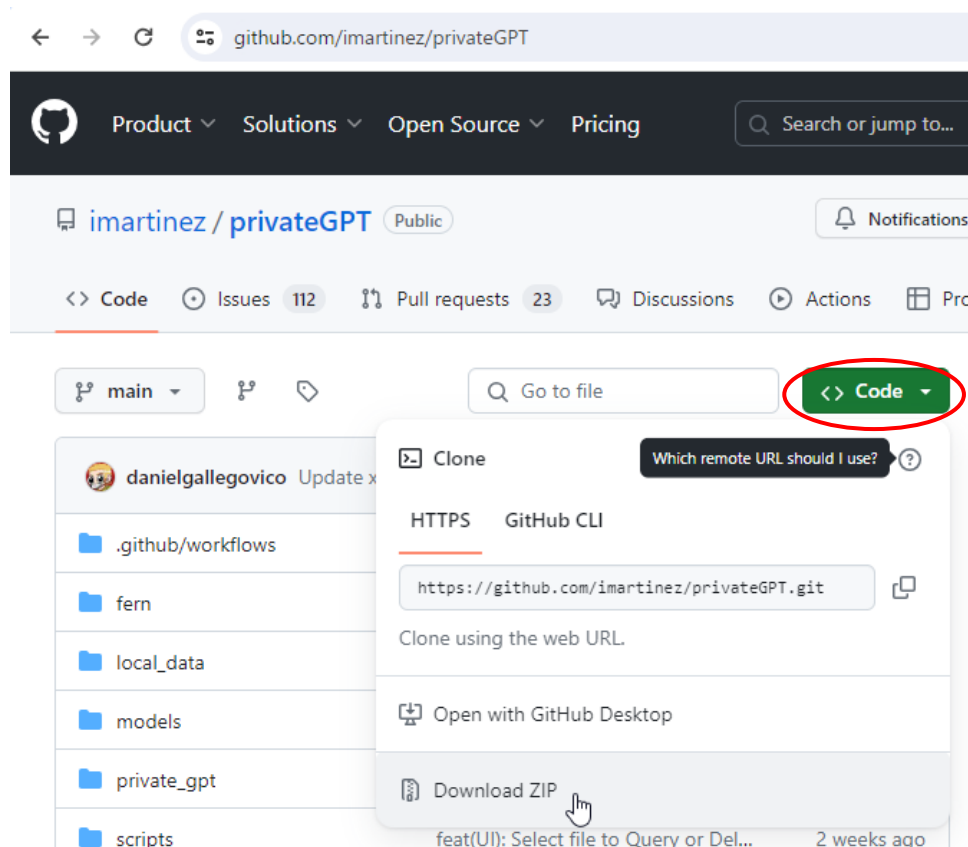 github.com/imartinez/privateGPT
Product Solutions Open Source Pricing Search or jump to...
imartinez / privateGPT Public Notifications
<> Code Issues 112 Pull requests 23 Discussions Actions
main Go to file <> Code
danielgallegovico Update
Clone Which remote URL should I use? ?
HTTPS GitHub CLI
.github/workflows
https://github.com/imartinez/privateGPT.git
fern
Clone using the web URL.
local_data
models Open with GitHub Desktop
private_gpt Download ZIP
scripts feat(UI): Select file to Query or Del... 2 weeks ago